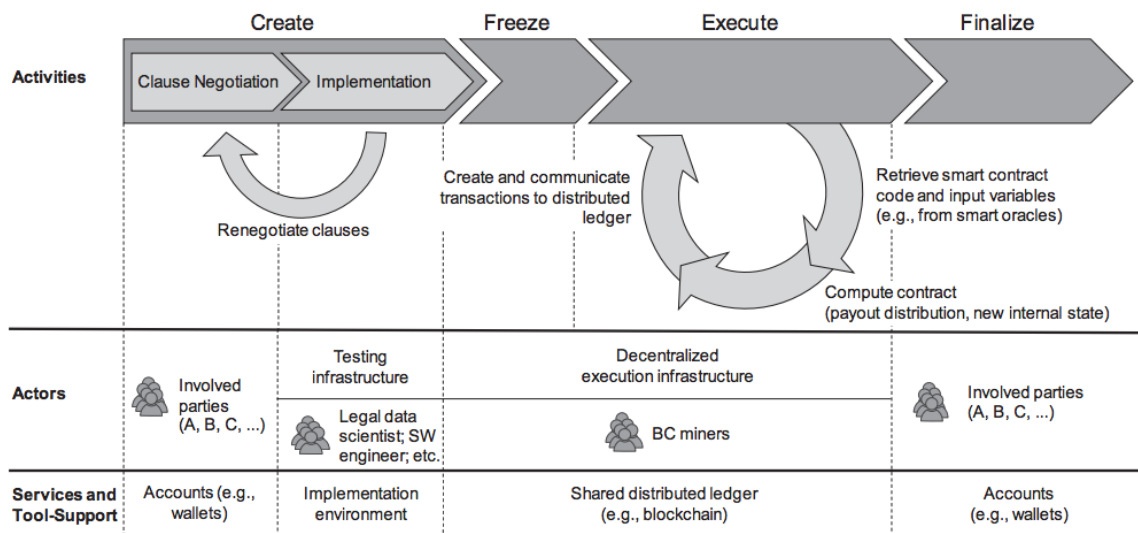 Create
Freeze
Execute
Finalize
Activities
Clause Negotiation
Implementation
Renegotiate clauses
Create and communicate
transactions to distributed
ledger
Retrieve smart contract
code and input variables
(e.g., from smart oracles)
Compute contract
(payout distribution, new internal state)
Actors
Involved
parties
(A, B, C, ...)
Testing
infrastructure
Legal data
scientist; SW
engineer; etc.
Decentralized
execution infrastructure
BC miners
Involved parties
(A, B, C, ...)
Services and
Tool-Support
Accounts (e.g.,
wallets)
Implementation
environment
Shared distributed ledger
(e.g., blockchain)
Accounts
(e.g., wallets)